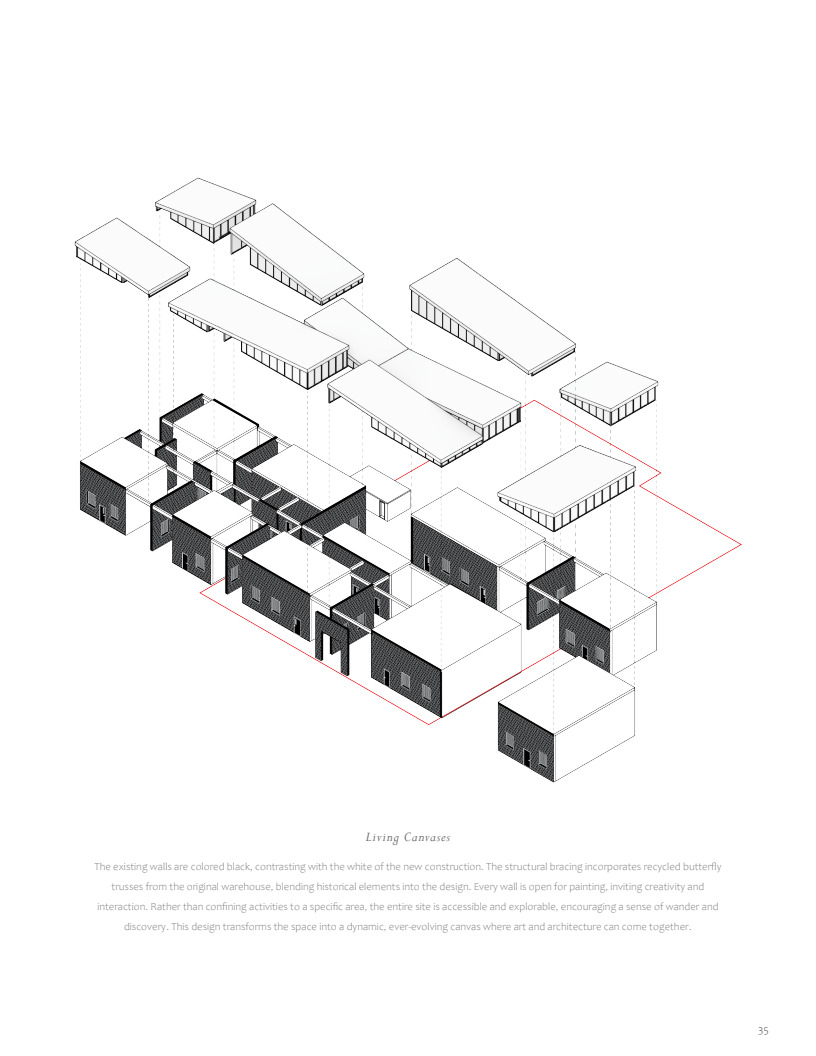 Living Canvases
The existing walls are colored black, contrasting with the white of the new construction. The structural bracing incorporates recycled butterfly
trusses from the original warehouse, blending historical elements into the design. Every wall is open for painting, inviting creativity and
interaction. Rather than confining activities to a specific area, the entire site is accessible and explorable, encouraging a sense of wander and
discovery. This design transforms the space into a dynamic, ever-evolving canvas where art and architecture can come together.
35